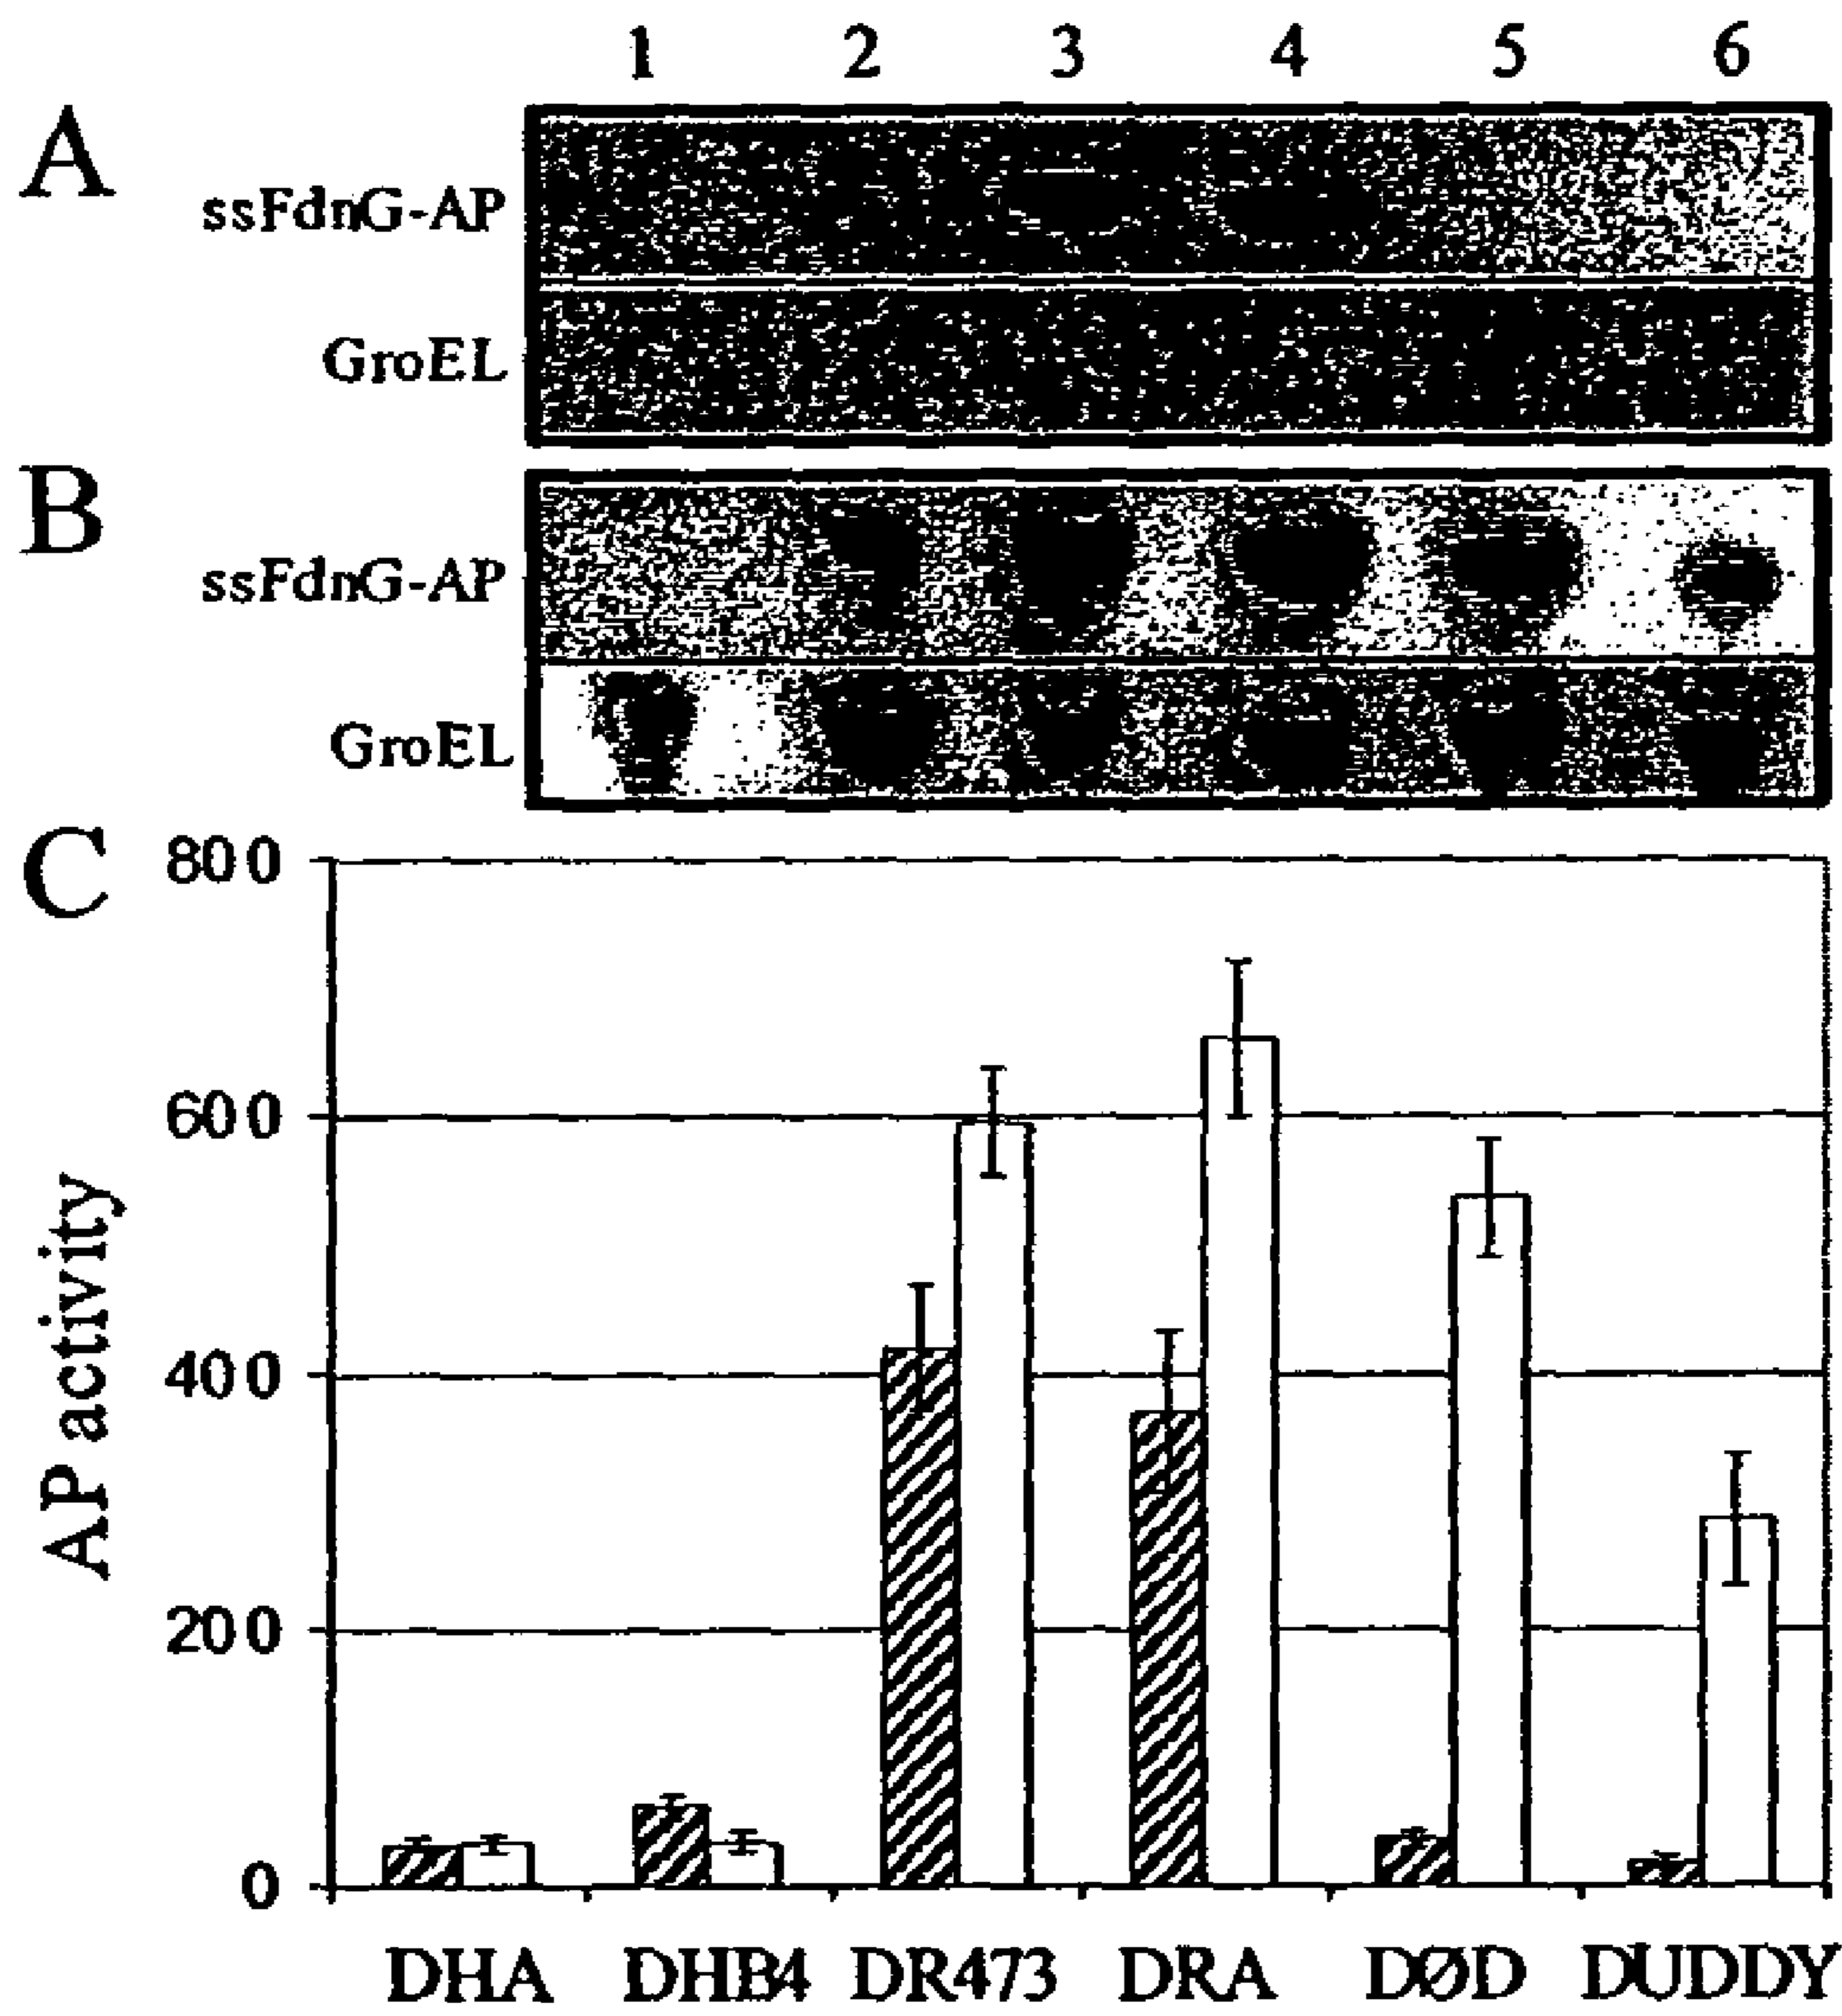 1 2 3 4 5 6
A
ssFdnG-AP
GroEL
B
ssFdnG-AP
GroEL
C
800
600
400
200
0
AP activity
DHA DHB4 DR473 DRA DØD DUDDY